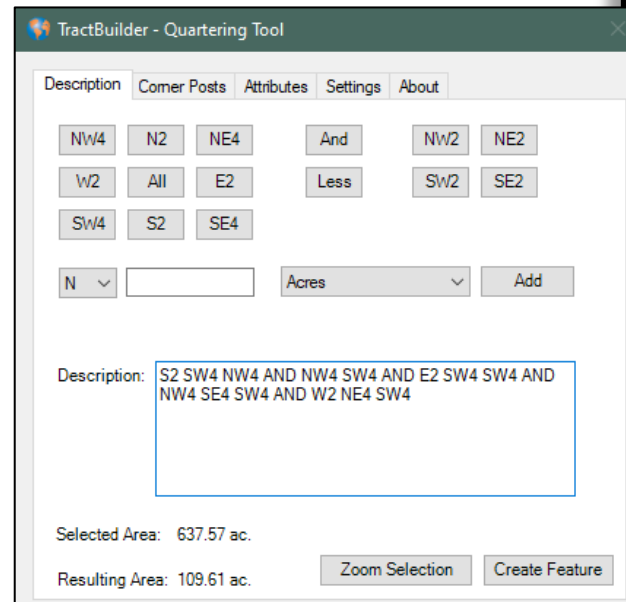 TractBuilder - Quartering Tool
Description Corner Posts Attributes Settings About
NW4 N2 NE4 And NW2 NE2
W2 All E2 Less SW2 SE2
SW4 S2 SE4
N Acres Add
Description: S2 SW4 NW4 AND NW4 SW4 AND E2 SW4 SW4 AND
NW4 SE4 SW4 AND W2 NE4 SW4
Selected Area: 637.57 ac.
Resulting Area: 109.61 ac. Zoom Selection Create Feature